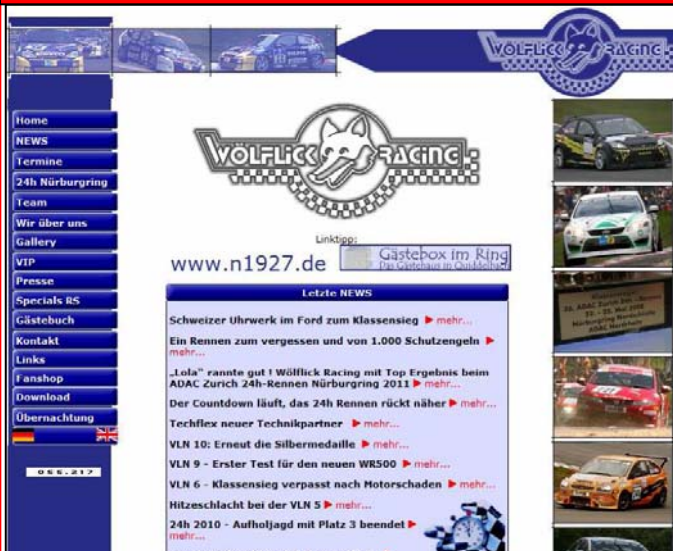 WÖLFLICK RACING
Home
NEWS
Termine
24h Nürburgring
Team
Wir über uns
Gallery
VIP
Presse
Specials RS
Gästebuch
Kontakt
Links
Fanshop
Download
Übernachtung
056.217
WÖLFLICK RACING
Linktipp:
www.n1927.de
Gästebox im Ring
Das Gästehaus in Quiddelbach
Letzte NEWS
Schweizer Uhrwerk im Ford zum Klassensieg mehr...
Ein Rennen zum vergessen und von 1.000 Schutzengeln
mehr...
„Lola" rannte gut ! Wölflick Racing mit Top Ergebnis beim
ADAC Zurich 24h-Rennen Nürburgring 2011 mehr...
Der Countdown läuft, das 24h Rennen rückt näher mehr...
Techflex neuer Technikpartner mehr...
VLN 10: Erneut die Silbermedaille mehr...
VLN 9 - Erster Test für den neuen WR500 mehr...
VLN 6 - Klassensieg verpasst nach Motorschaden mehr...
Hitzeschlacht bei der VLN 5 mehr...
24h 2010 - Aufholjagd mit Platz 3 beendet
mehr...